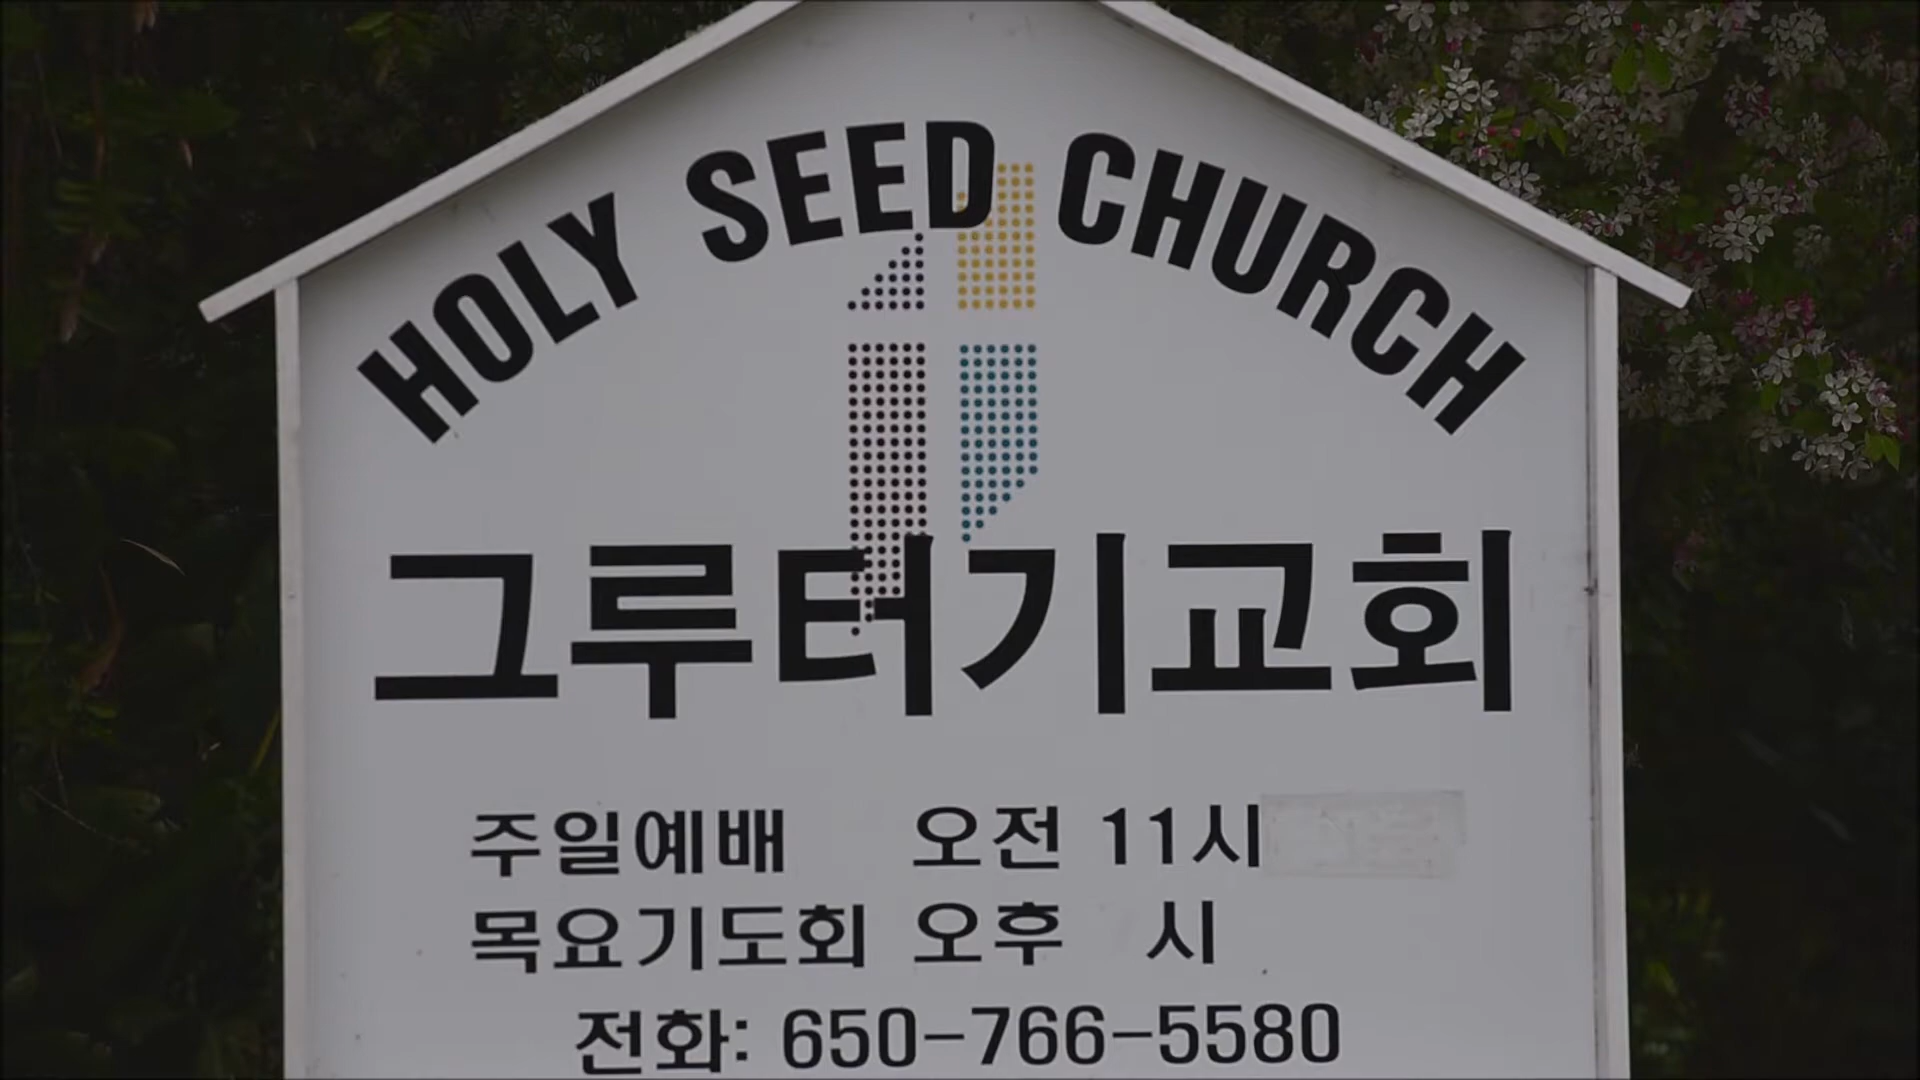 HOLY SEED CHURCH
그루터기교회
주일예배 오전 11시
목요기도회 오후 시
전화: 650-766-5580